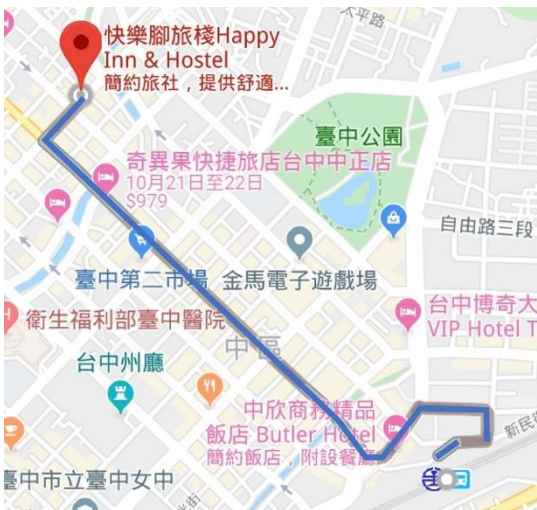 太平路
快樂腳旅棧Happy
Inn & Hostel
簡約旅社，提供舒適...
臺中公園
奇異果快捷旅店台中中正店
10月21日至22日
$979
自由路三段
臺中第二市場
金馬電子遊戲場
台中博奇大
VIP Hotel T
衛生福利部臺中醫院
中區
台中州廳
中欣商務精品
飯店 Butler Hotel
簡約飯店，附設餐廳
新民街
臺中市立臺中女中
光街